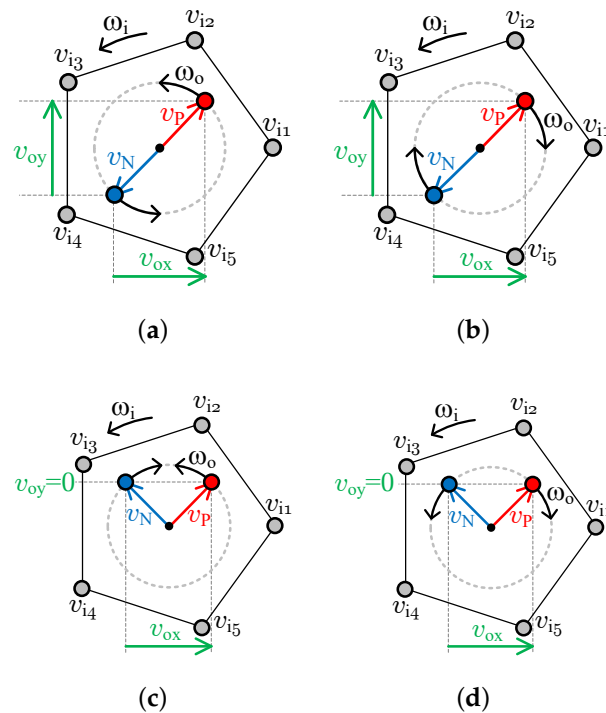 ωi vi2 ωi vi2
vi3 ωo vi3
vP vi1 vP ωo vi1
voy vN voy vN
vi4 vi5 vi4 vi5
vox vox
(a) (b)
ωi vi2 ωi vi2
vi3 ωo vi3
voy=0 voy=0 ωo
vN vP vi1 vN vP
vi4 vi5 vi4 vi5
vox vox
(c) (d)